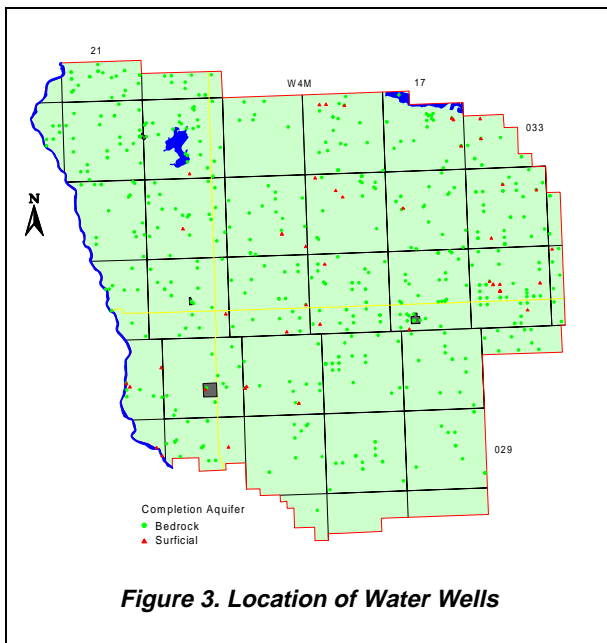 21
W4M
17
033
N
029
Completion Aquifer
Bedrock
Surficial
Figure 3. Location of Water Wells